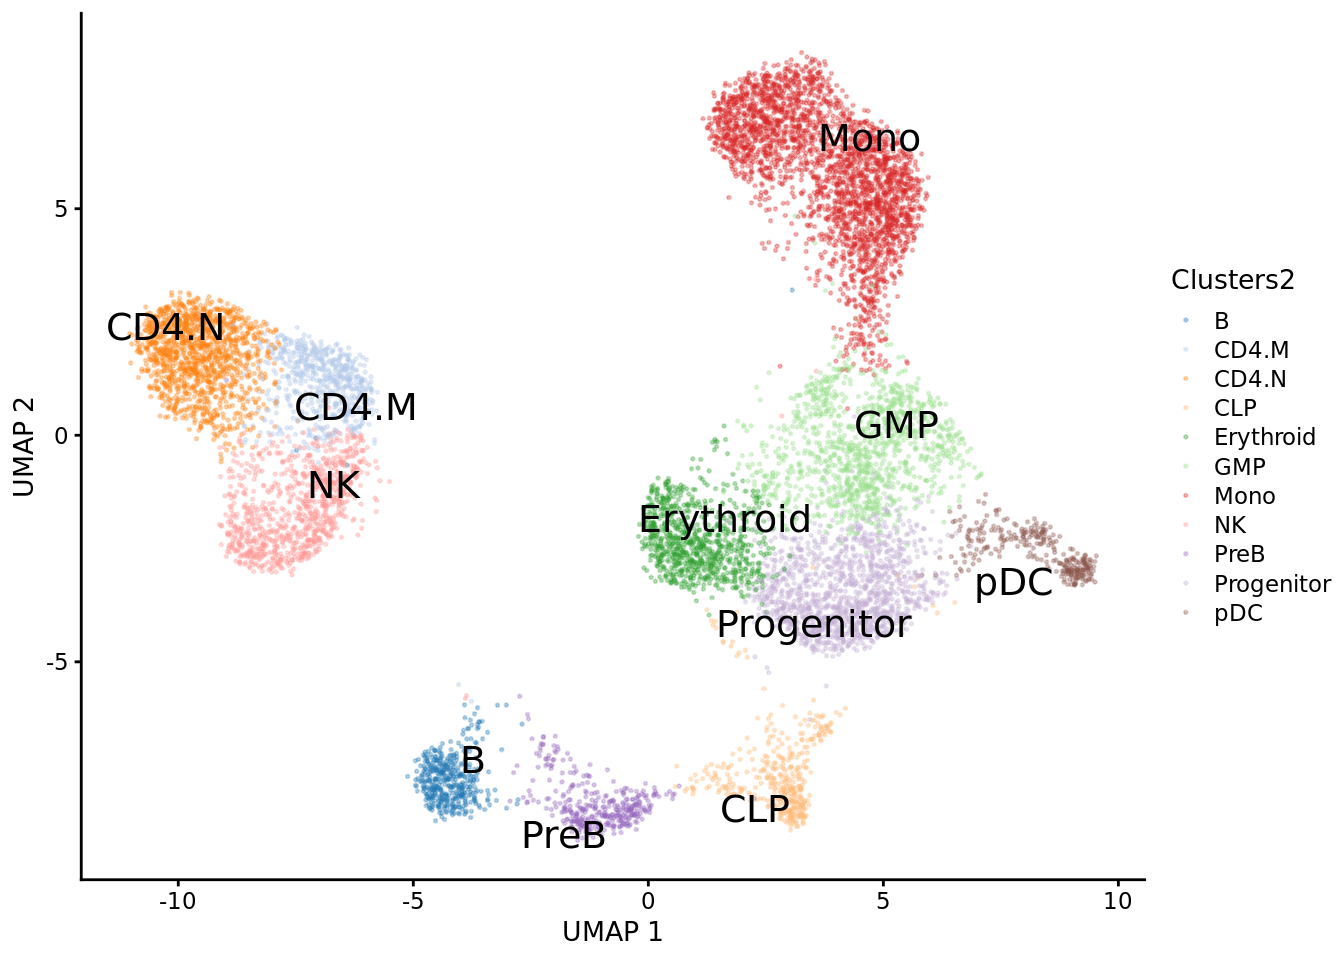 Mono
CD4.N
CD4.M
GMP
NK
Erythroid
pDC
Progenitor
B
CLP
PreB
5
0
-5
UMAP 2
-10
-5
0
5
10
UMAP 1
Clusters2
B
CD4.M
CD4.N
CLP
Erythroid
GMP
Mono
NK
PreB
Progenitor
pDC